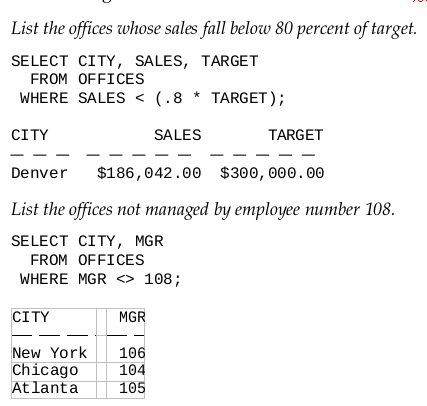 List the offices whose sales fall below 80 percent of target.
SELECT CITY, SALES, TARGET
FROM OFFICES
WHERE SALES < (.8 * TARGET);
CITY SALES TARGET
— — — — — — — — — — — — — —
Denver $186,042.00 $300,000.00
List the offices not managed by employee number 108.
SELECT CITY, MGR
FROM OFFICES
WHERE MGR <> 108;
CITY MGR
— — — — — —
New York 106
Chicago 104
Atlanta 105